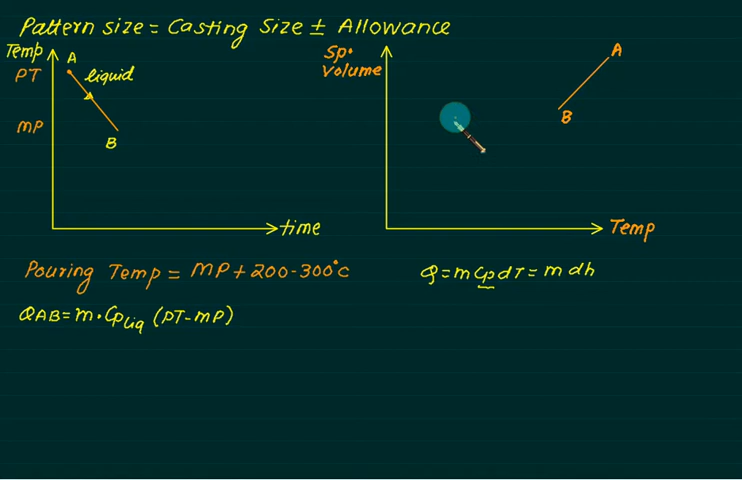 Pattern size = Casting Size ± Allowance
Temp
A
PT
liquid
MP
B
time
Sp.
Volume
A
B
Temp
Pouring Temp = MP + 200-300°c
Q = m cp dT = m dh
QAB = m · Cpliq (PT - MP)